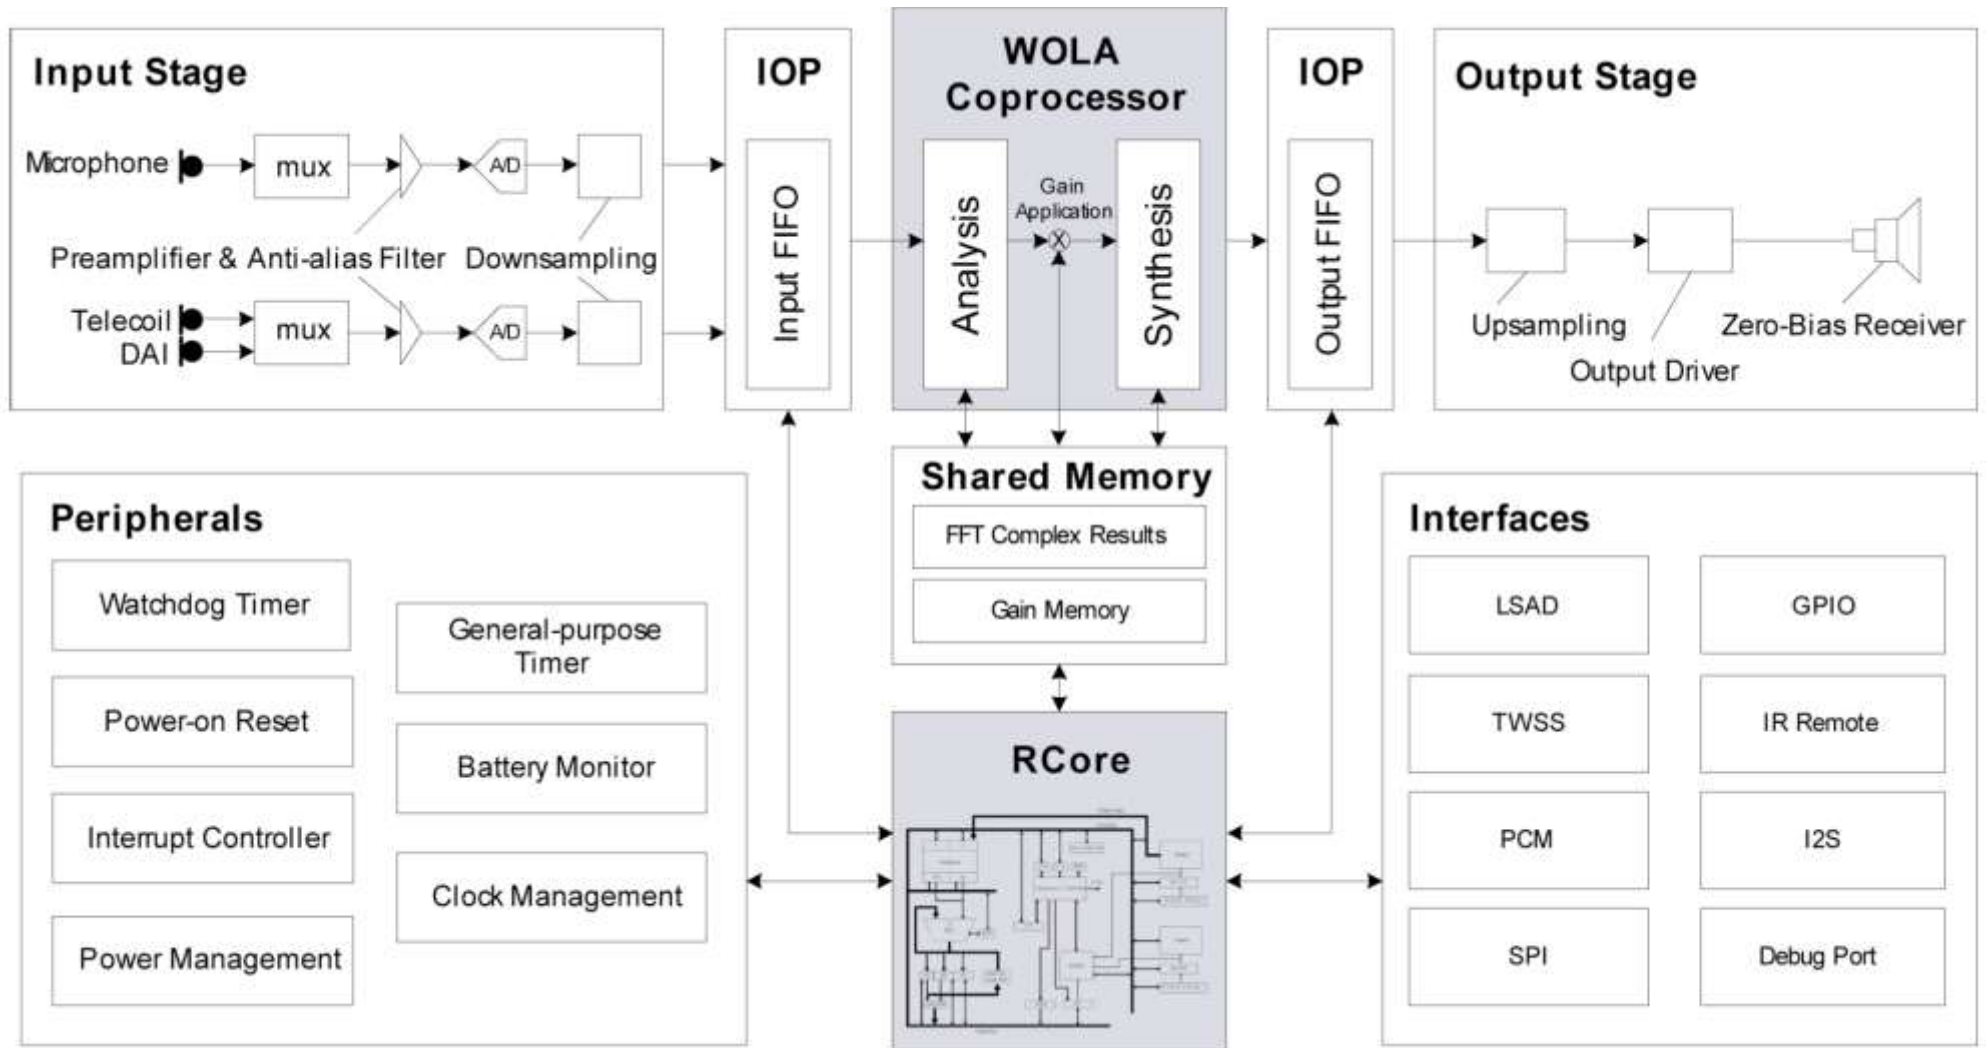 Input Stage
Microphone
mux
A/D
Preamplifier & Anti-alias Filter
Downsampling
Telecoil
DAI
mux
A/D
IOP
Input FIFO
WOLA
Coprocessor
Analysis
Gain
Application
X
Synthesis
IOP
Output FIFO
Output Stage
Upsampling
Output Driver
Zero-Bias Receiver
Peripherals
Watchdog Timer
General-purpose
Timer
Power-on Reset
Battery Monitor
Interrupt Controller
Clock Management
Power Management
Shared Memory
FFT Complex Results
Gain Memory
RCore
Interfaces
LSAD
GPIO
TWSS
IR Remote
PCM
I2S
SPI
Debug Port